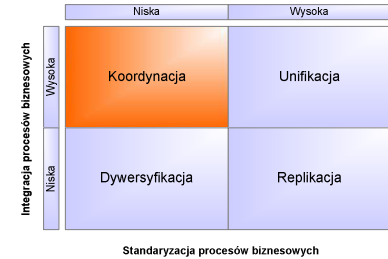 Niska Wysoka
Integracja procesów biznesowych
Wysoka
Koordynacja Unifikacja
Niska
Dywersyfikacja Replikacja
Standaryzacja procesów biznesowych